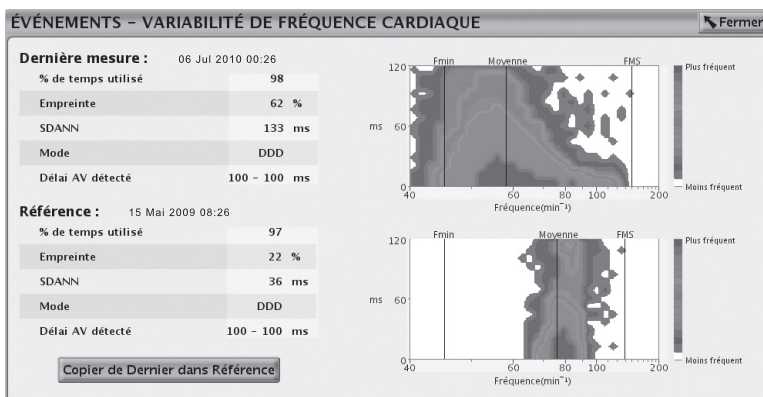 ÉVÉNEMENTS – VARIABILITÉ DE FRÉQUENCE CARDIAQUE
Fermer
Dernière mesure : 06 Jul 2010 00:26
% de temps utilisé 98
Empreinte 62 %
SDANN 133 ms
Mode DDD
Délai AV détecté 100 – 100 ms
Référence : 15 Mai 2009 08:26
% de temps utilisé 97
Empreinte 22 %
SDANN 36 ms
Mode DDD
Délai AV détecté 100 – 100 ms
Copier de Dernier dans Référence
Fmin Moyenne FMS
120
ms 60
0
40 60 80 100 200
Fréquence(min⁻¹)
Plus fréquent
Moins fréquent
Fmin Moyenne FMS
120
ms 60
0
40 60 80 100 200
Fréquence(min⁻¹)
Plus fréquent
Moins fréquent